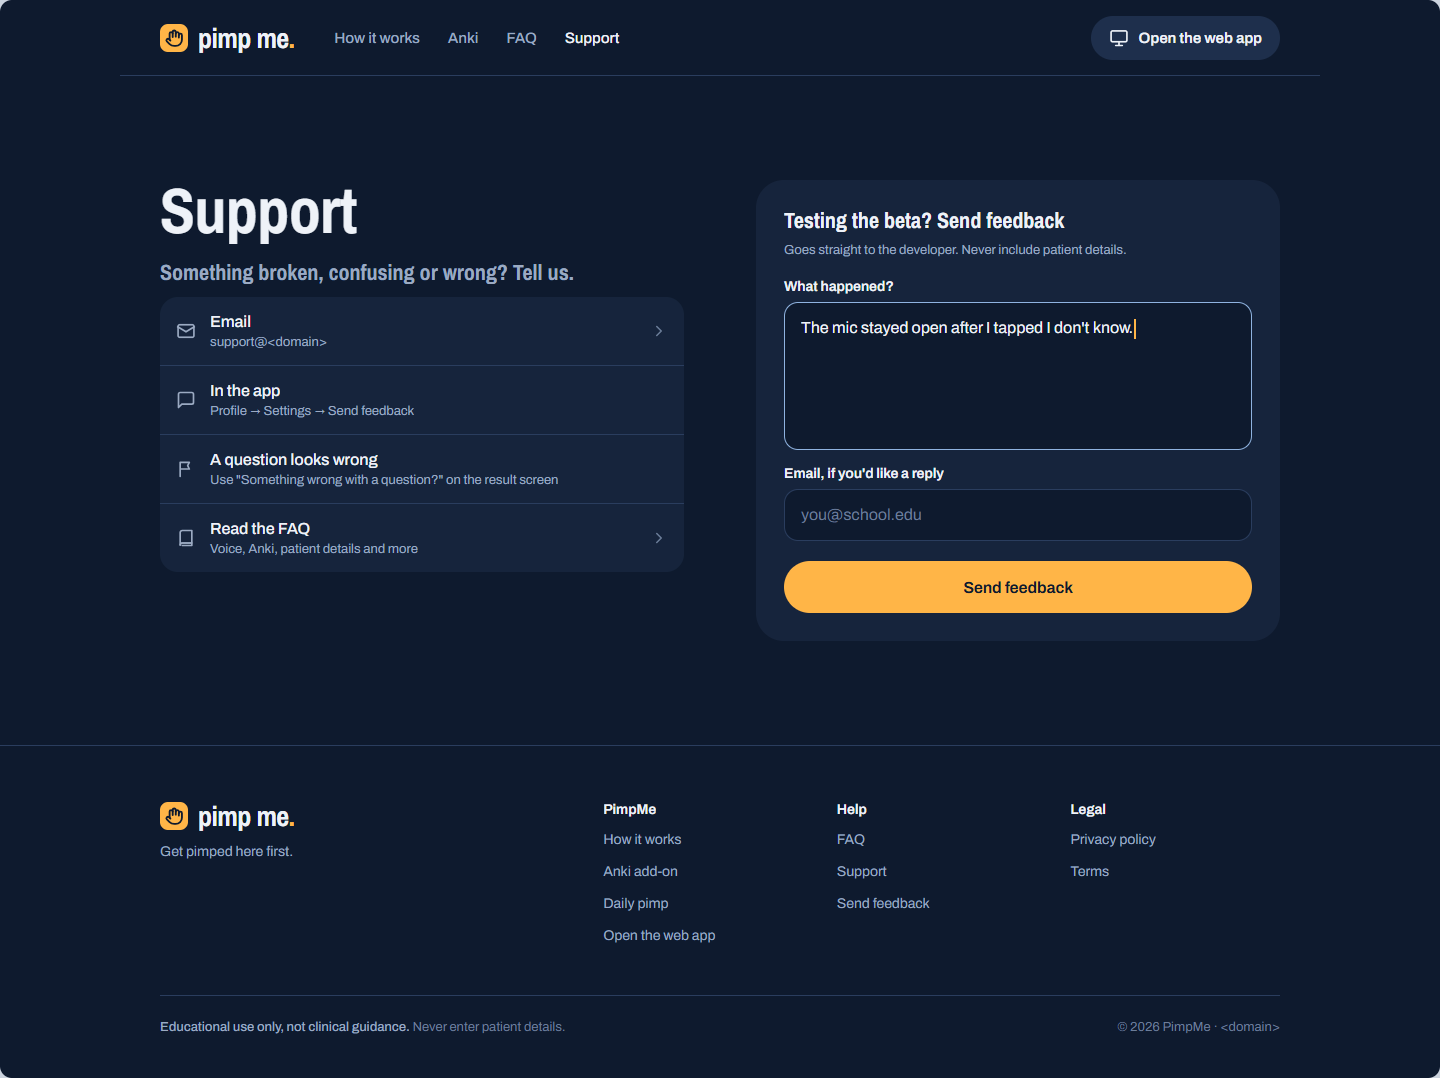 pimp me.
How it works
Anki
FAQ
Support
Open the web app
Support
Something broken, confusing or wrong? Tell us.
Email
support@<domain>
In the app
Profile → Settings → Send feedback
A question looks wrong
Use "Something wrong with a question?" on the result screen
Read the FAQ
Voice, Anki, patient details and more
Testing the beta? Send feedback
Goes straight to the developer. Never include patient details.
What happened?
The mic stayed open after I tapped I don't know.
Email, if you'd like a reply
you@school.edu
Send feedback
pimp me.
Get pimped here first.
PimpMe
How it works
Anki add-on
Daily pimp
Open the web app
Help
FAQ
Support
Send feedback
Legal
Privacy policy
Terms
Educational use only, not clinical guidance. Never enter patient details.
© 2026 PimpMe · <domain>